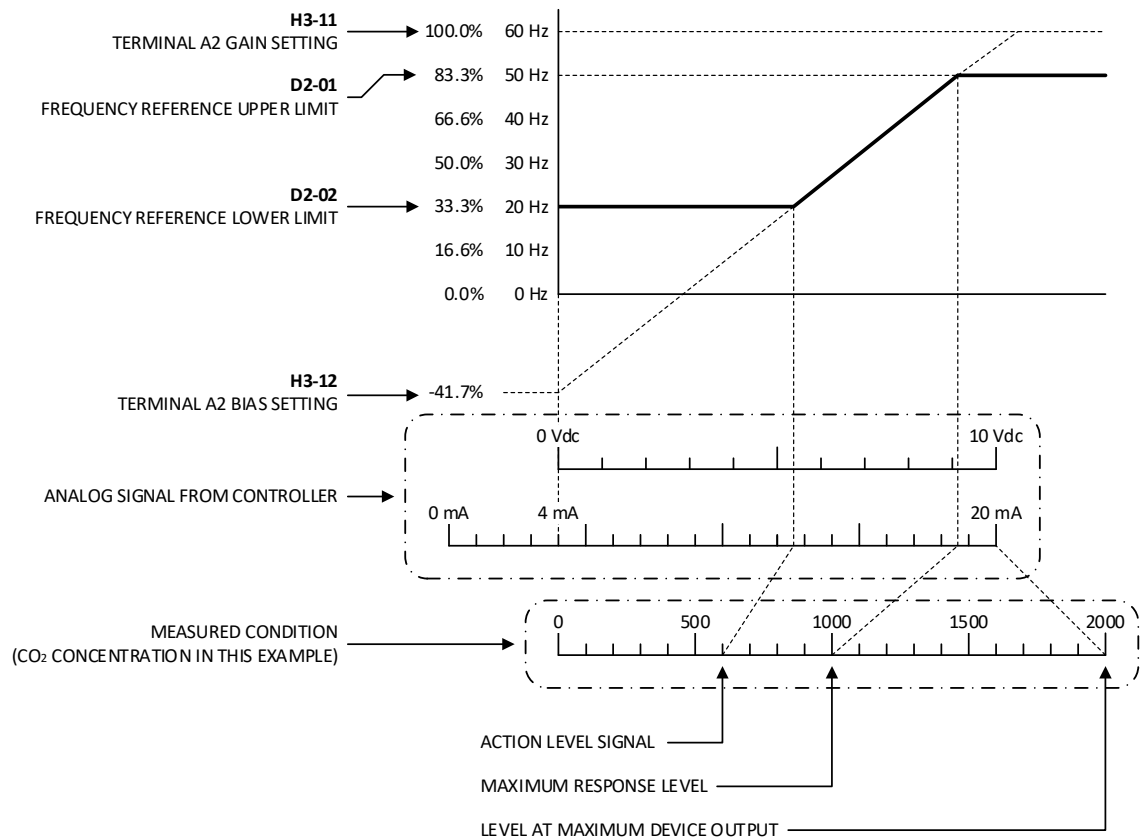 H3-11
TERMINAL A2 GAIN SETTING
100.0% 60 Hz
D2-01
FREQUENCY REFERENCE UPPER LIMIT
83.3% 50 Hz
66.6% 40 Hz
50.0% 30 Hz
D2-02
FREQUENCY REFERENCE LOWER LIMIT
33.3% 20 Hz
16.6% 10 Hz
0.0% 0 Hz
H3-12
TERMINAL A2 BIAS SETTING
-41.7%
0 Vdc 10 Vdc
ANALOG SIGNAL FROM CONTROLLER
0 mA 4 mA 20 mA
MEASURED CONDITION
(CO₂ CONCENTRATION IN THIS EXAMPLE)
0 500 1000 1500 2000
ACTION LEVEL SIGNAL
MAXIMUM RESPONSE LEVEL
LEVEL AT MAXIMUM DEVICE OUTPUT